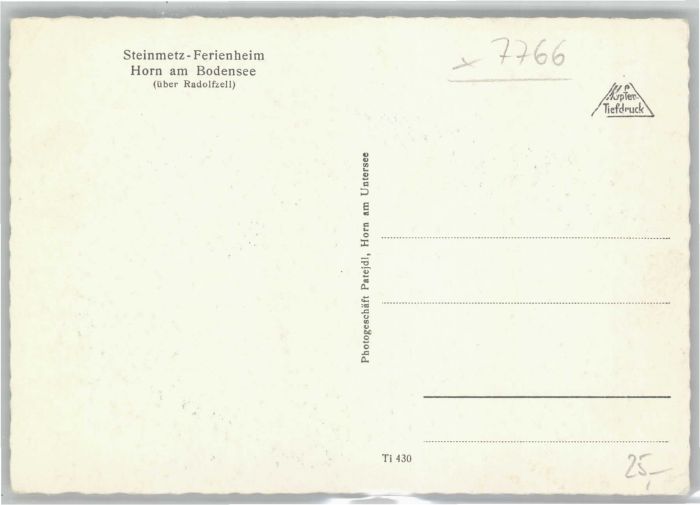 Steinmetz-Ferienheim
Horn am Bodensee
(über Radolfzell)
x 7766
Kupfer-
Tiefdruck
Photogeschäft Patejdl, Horn am Untersee
Ti 430
25,-